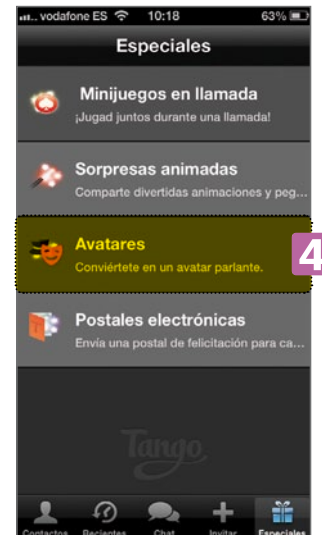 vodafone ES 10:18 63%
Especiales
Minijuegos en llamada
¡Jugad juntos durante una llamada!
Sorpresas animadas
Comparte divertidas animaciones y peg...
Avatares
Conviértete en un avatar parlante.
4
Postales electrónicas
Envía una postal de felicitación para ca...
Tango
Contactos Recientes Chat Invitar Especiales